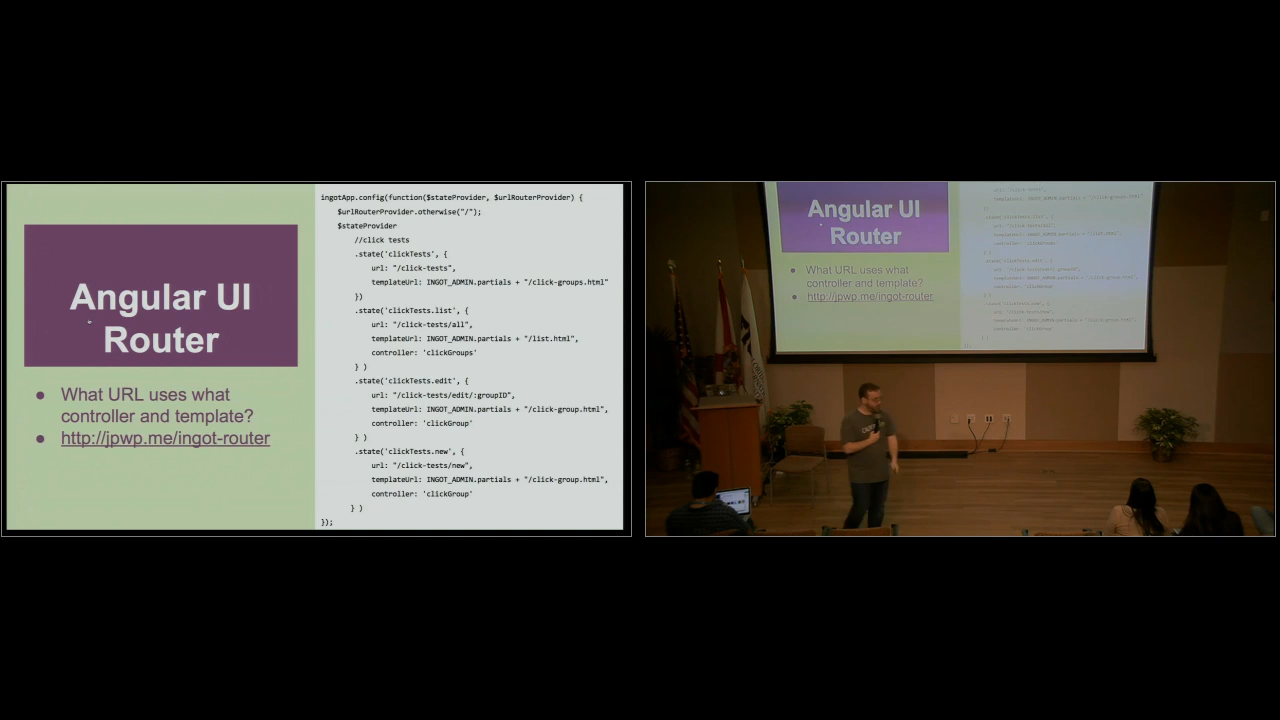 Angular UI
Router
● What URL uses what
controller and template?
● http://jpwp.me/ingot-router
ingotApp.config(function($stateProvider, $urlRouterProvider) {
$urlRouterProvider.otherwise("/");
$stateProvider
//click tests
.state('clickTests', {
url: "/click-tests",
templateUrl: INGOT_ADMIN.partials + "/click-groups.html"
})
.state('clickTests.list', {
url: "/click-tests/all",
templateUrl: INGOT_ADMIN.partials + "/list.html",
controller: 'clickGroups'
} )
.state('clickTests.edit', {
url: "/click-tests/edit/:groupID",
templateUrl: INGOT_ADMIN.partials + "/click-group.html",
controller: 'clickGroup'
} )
.state('clickTests.new', {
url: "/click-tests/new",
templateUrl: INGOT_ADMIN.partials + "/click-group.html",
controller: 'clickGroup'
} )
});
Angular UI
Router
● What URL uses what
controller and template?
● http://jpwp.me/ingot-router